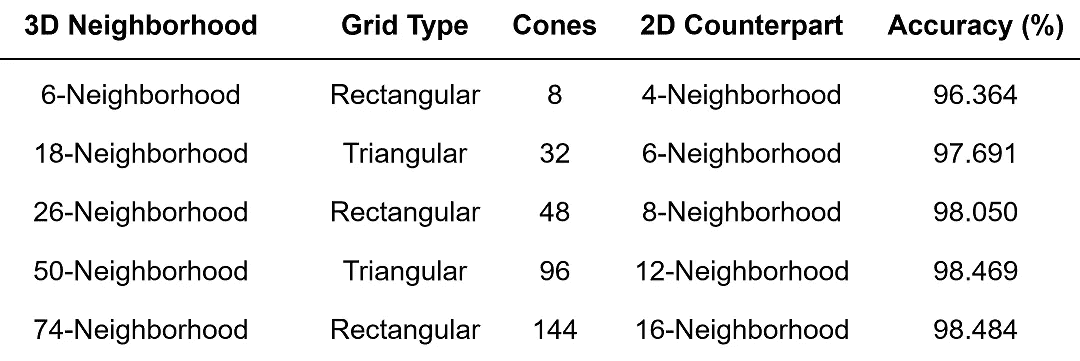 3D Neighborhood Grid Type Cones 2D Counterpart Accuracy (%)
6-Neighborhood Rectangular 8 4-Neighborhood 96.364
18-Neighborhood Triangular 32 6-Neighborhood 97.691
26-Neighborhood Rectangular 48 8-Neighborhood 98.050
50-Neighborhood Triangular 96 12-Neighborhood 98.469
74-Neighborhood Rectangular 144 16-Neighborhood 98.484